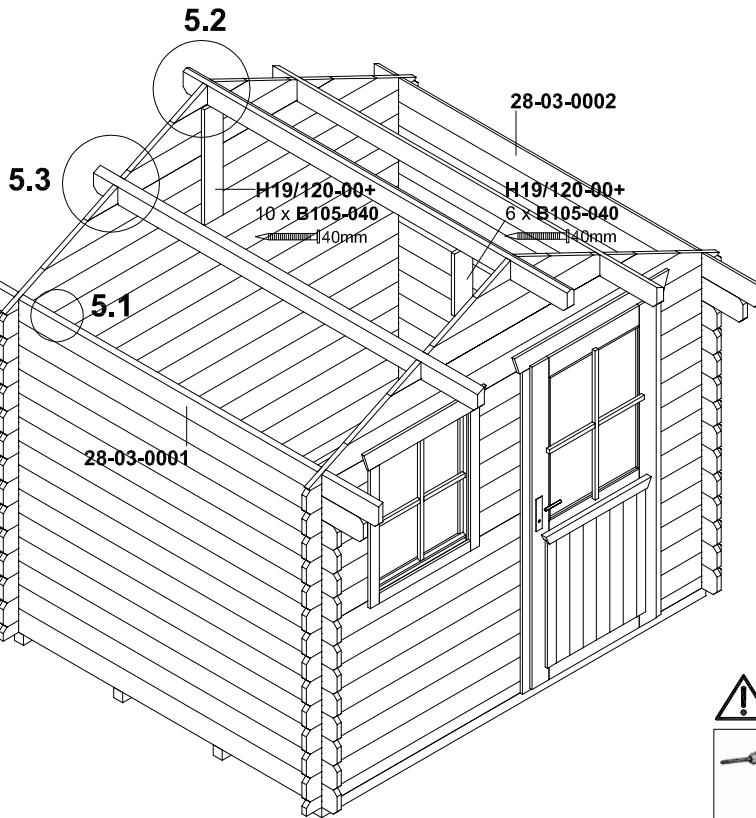 5.2
28-03-0002
5.3
H19/120-00+
10 x B105-040
40mm
H19/120-00+
6 x B105-040
40mm
5.1
28-03-0001